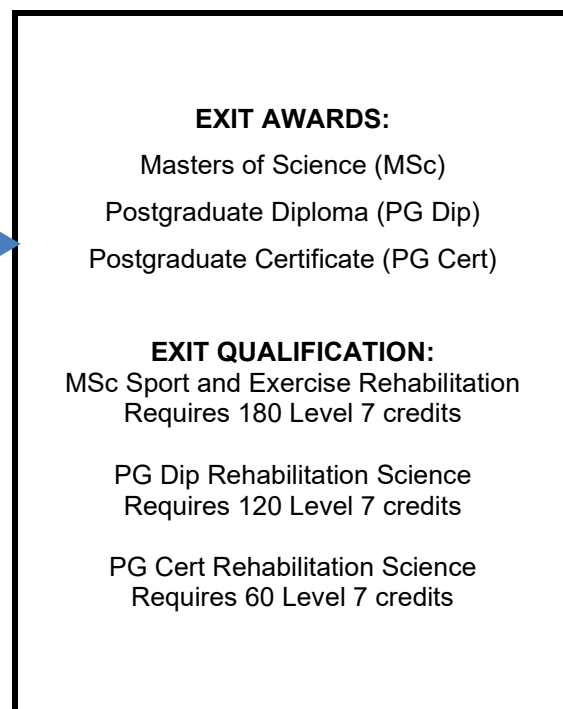 EXIT AWARDS:
Masters of Science (MSc)
Postgraduate Diploma (PG Dip)
Postgraduate Certificate (PG Cert)
EXIT QUALIFICATION:
MSc Sport and Exercise Rehabilitation
Requires 180 Level 7 credits
PG Dip Rehabilitation Science
Requires 120 Level 7 credits
PG Cert Rehabilitation Science
Requires 60 Level 7 credits